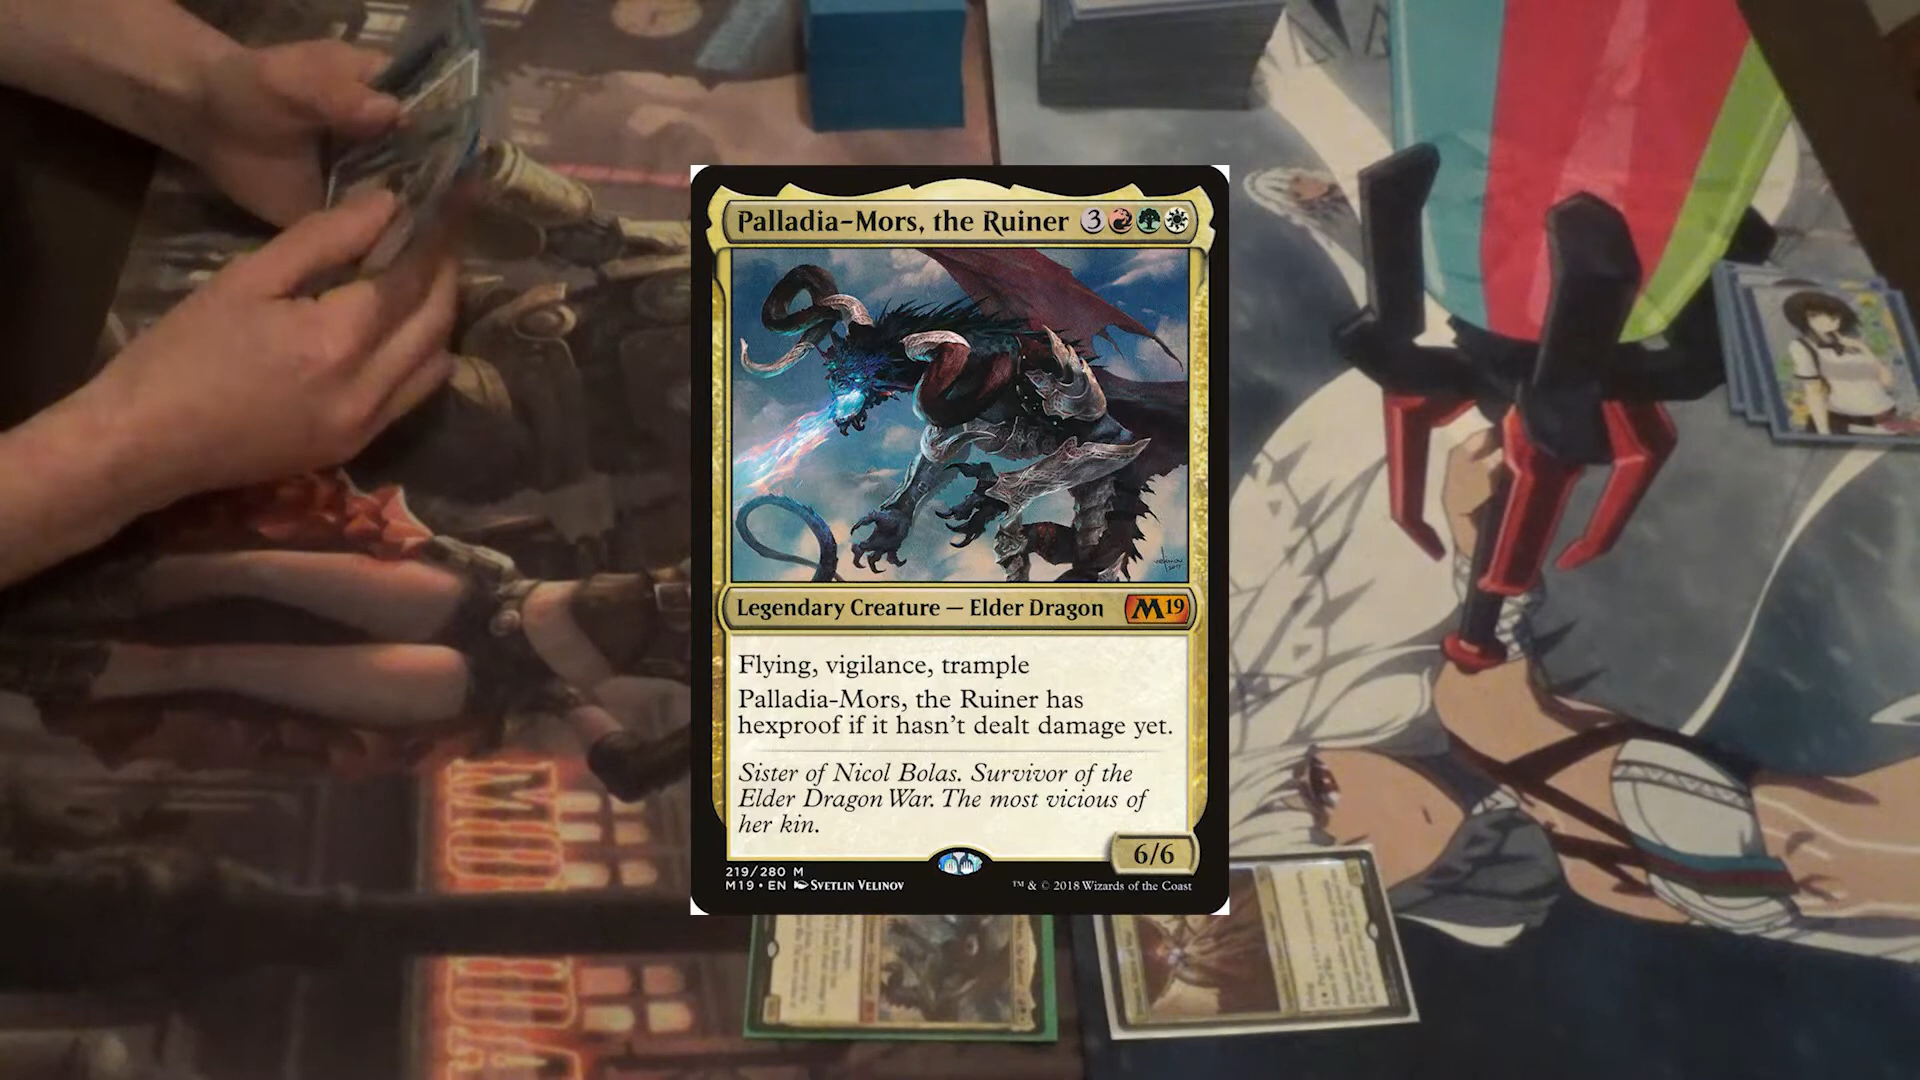 Palladia-Mors, the Ruiner 3
Legendary Creature — Elder Dragon M19
Flying, vigilance, trample
Palladia-Mors, the Ruiner has
hexproof if it hasn't dealt damage yet.
Sister of Nicol Bolas. Survivor of the
Elder Dragon War. The most vicious of
her kin.
6/6
219/280 M
M19 • EN SVETLIN VELINOV
™ & © 2018 Wizards of the Coast